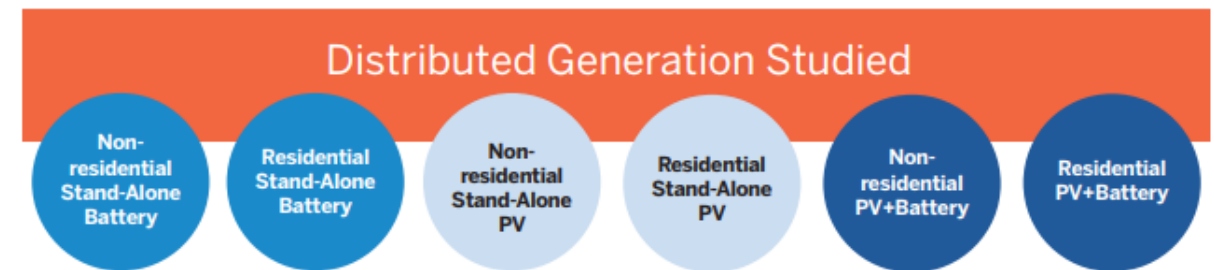 Distributed Generation Studied
Non-
residential
Stand-Alone
Battery
Residential
Stand-Alone
Battery
Non-
residential
Stand-Alone
PV
Residential
Stand-Alone
PV
Non-
residential
PV+Battery
Residential
PV+Battery